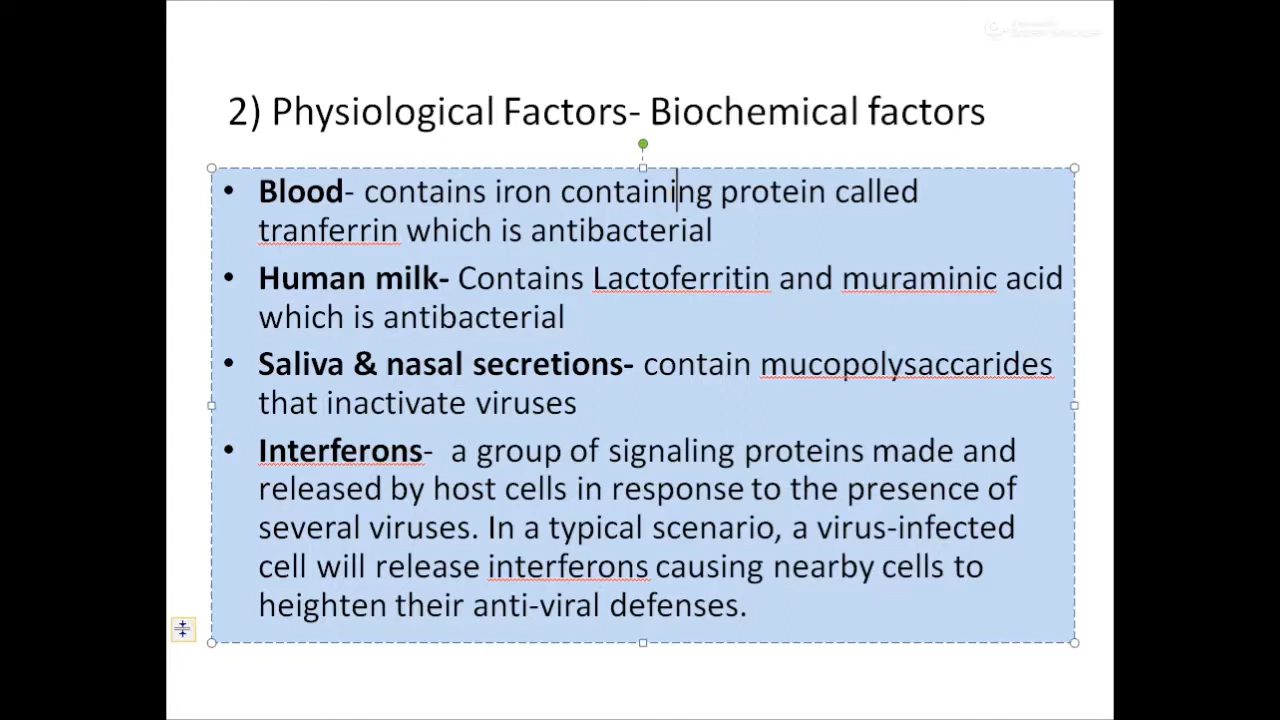 2) Physiological Factors- Biochemical factors
• Blood- contains iron containing protein called
tranferrin which is antibacterial
• Human milk- Contains Lactoferritin and muraminic acid
which is antibacterial
• Saliva & nasal secretions- contain mucopolysaccarides
that inactivate viruses
• Interferons- a group of signaling proteins made and
released by host cells in response to the presence of
several viruses. In a typical scenario, a virus-infected
cell will release interferons causing nearby cells to
heighten their anti-viral defenses.